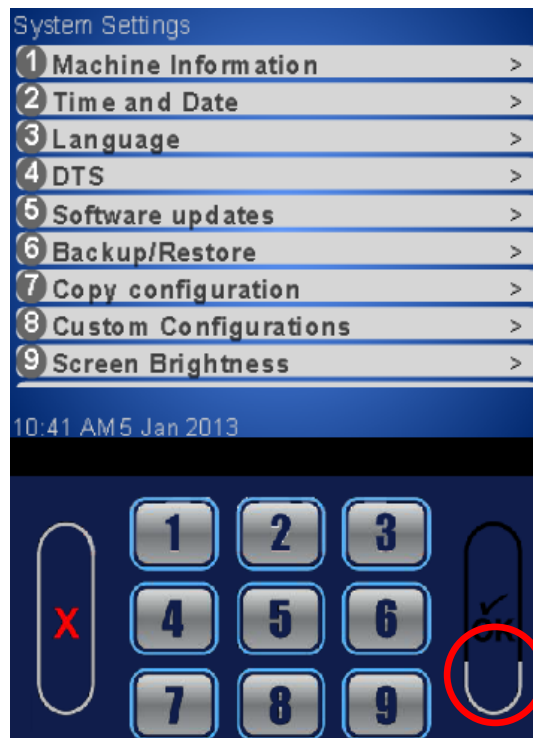 System Settings
1 Machine Information >
2 Time and Date >
3 Language >
4 DTS >
5 Software updates >
6 Backup/Restore >
7 Copy configuration >
8 Custom Configurations >
9 Screen Brightness >
10:41 AM 5 Jan 2013
1 2 3
X 4 5 6 OK
7 8 9